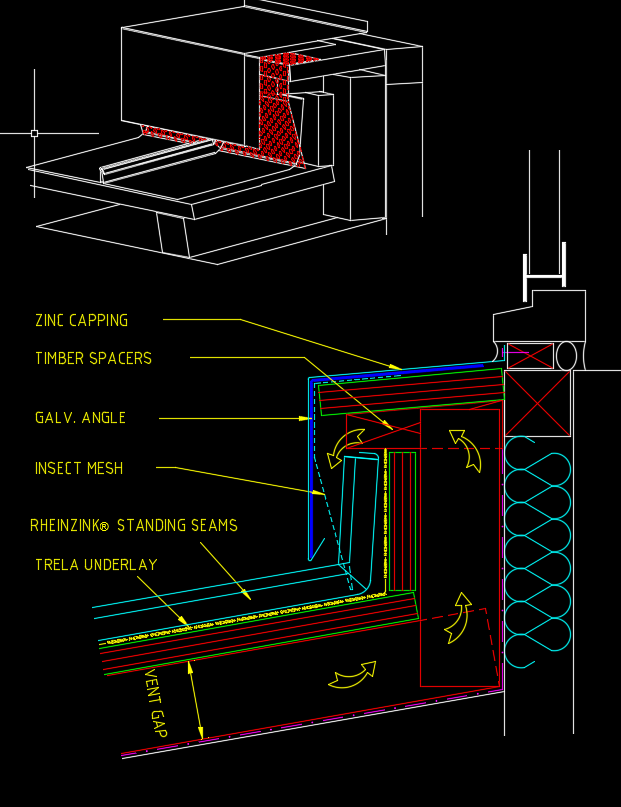 ZINC CAPPING
TIMBER SPACERS
GALV. ANGLE
INSECT MESH
RHEINZINK® STANDING SEAMS
TRELA UNDERLAY
VENT GAP